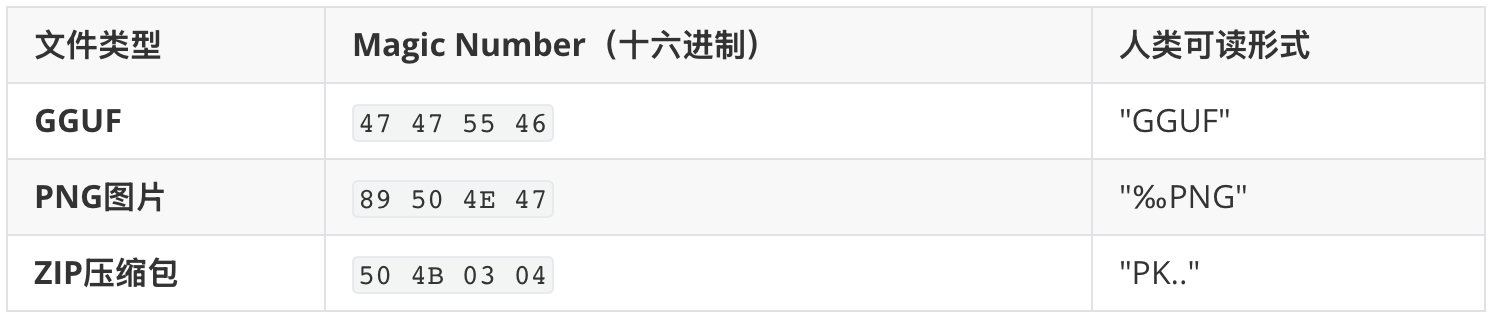 文件类型 Magic Number（十六进制） 人类可读形式
GGUF 47 47 55 46 "GGUF"
PNG图片 89 50 4E 47 "‰PNG"
ZIP压缩包 50 4B 03 04 "PK.."